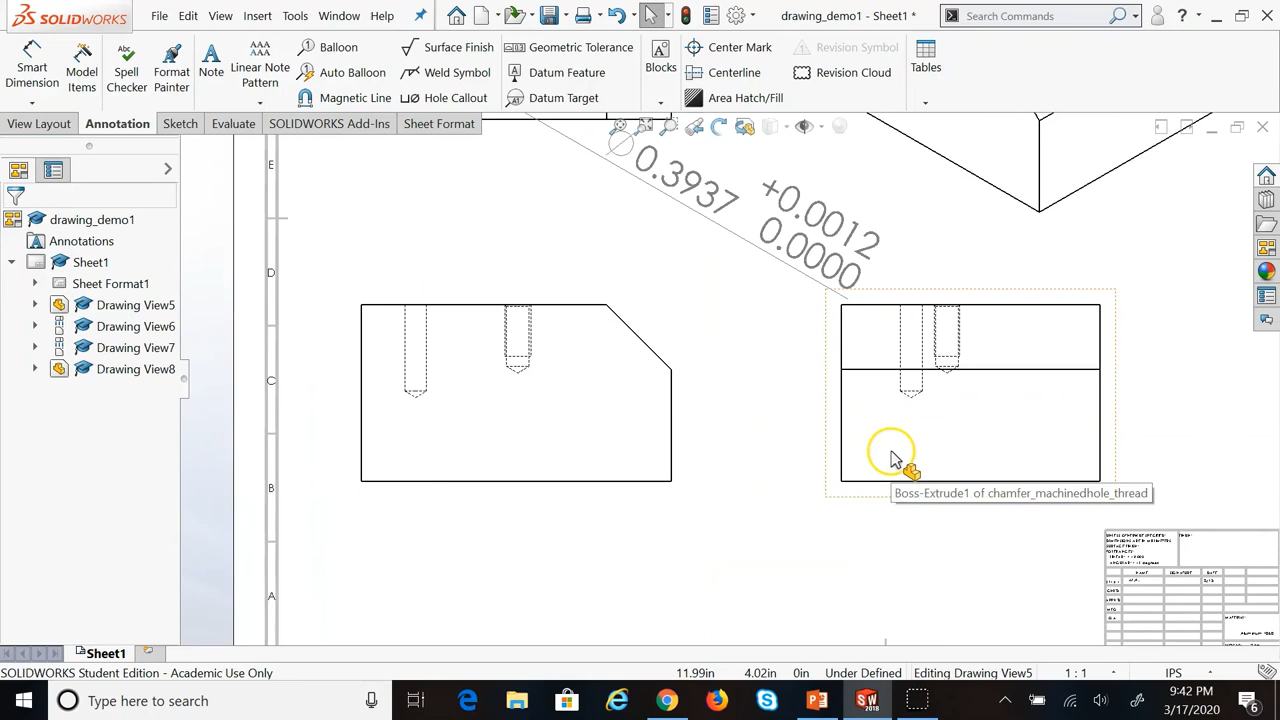 SOLIDWORKS
File Edit View Insert Tools Window Help
drawing_demo1 - Sheet1 *
Search Commands
Smart Dimension
Model Items
Spell Checker
Format Painter
Note
Linear Note Pattern
Balloon
Auto Balloon
Magnetic Line
Surface Finish
Weld Symbol
Hole Callout
Geometric Tolerance
Datum Feature
Datum Target
Blocks
Center Mark
Centerline
Area Hatch/Fill
Revision Symbol
Revision Cloud
Tables
View Layout Annotation Sketch Evaluate SOLIDWORKS Add-Ins Sheet Format
drawing_demo1
Annotations
Sheet1
Sheet Format1
Drawing View5
Drawing View6
Drawing View7
Drawing View8
E
D
C
B
A
0.3937 +0.0012
0.0000
Boss-Extrude1 of chamfer_machinedhole_thread
Sheet1
SOLIDWORKS Student Edition - Academic Use Only
11.99in 4.02in 0in Under Defined Editing Drawing View5 1 : 1 IPS
Type here to search
9:42 PM
3/17/2020